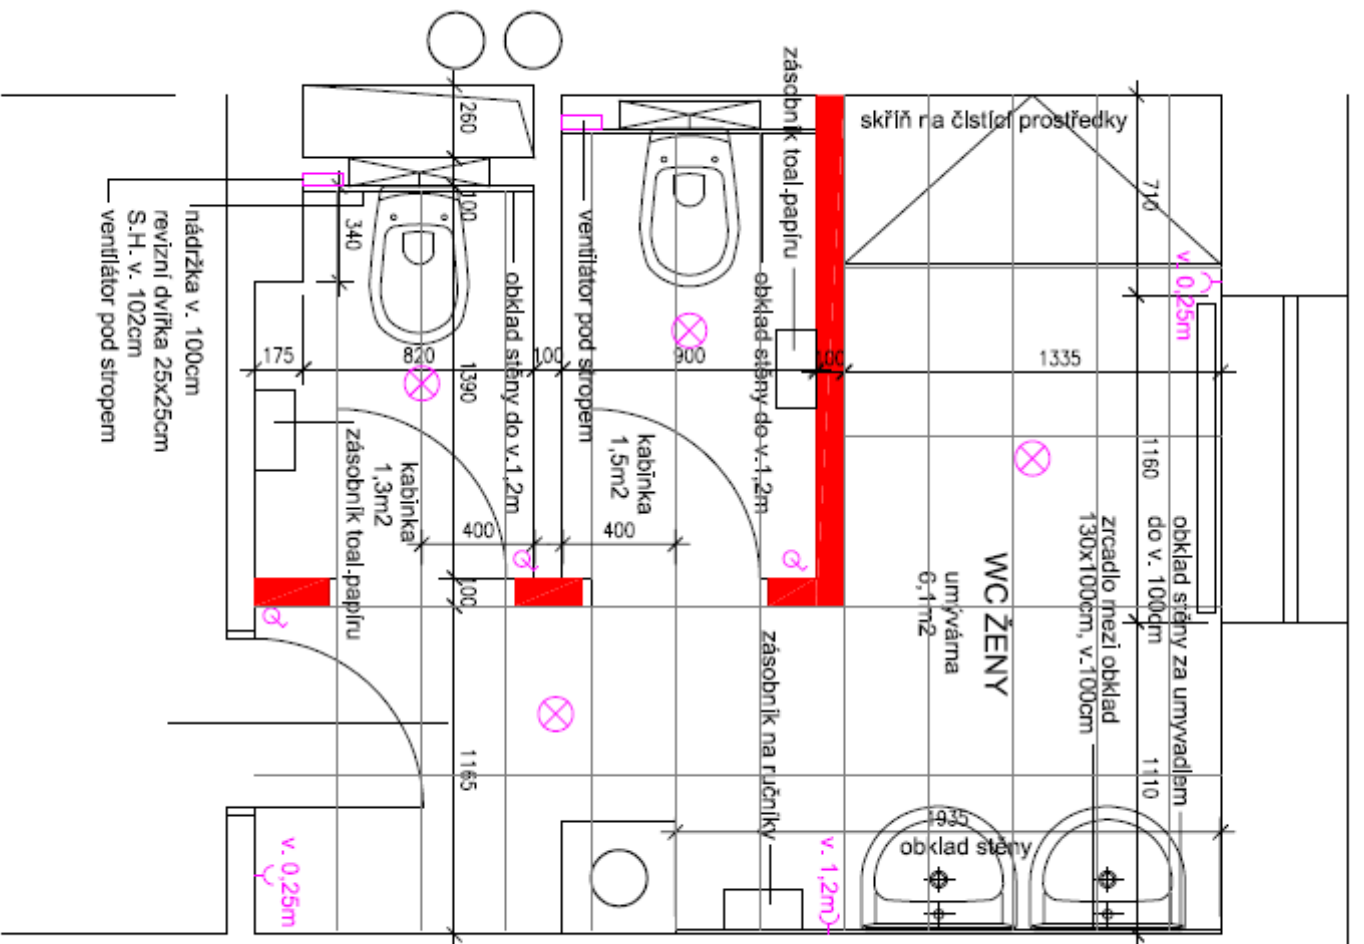 skříň na čistící prostředky
zásobník toal-papíru
260
100
340
710
v. 0,25m
nádržka v. 100cm
revizní dvířka 25x25cm
S.H. v. 102cm
ventilátor pod stropem
obklad stěny do v.1,2m
ventilátor pod stropem
obklad stěny do v.1,2m
175
820
100
900
100
1335
1390
1160
kabinka
1,3m2
zásobník toal-papíru
kabinka
1,5m2
400
400
100
WC ŽENY
umývárna
6,1m2
obklad stěny za umyvadlem
do v. 100cm
zrcadlo mezi obklad
130x100cm, v.100cm
zásobník na ručníky
1165
1110
1935
obklad stěny
v. 0,25m
v. 1,2m